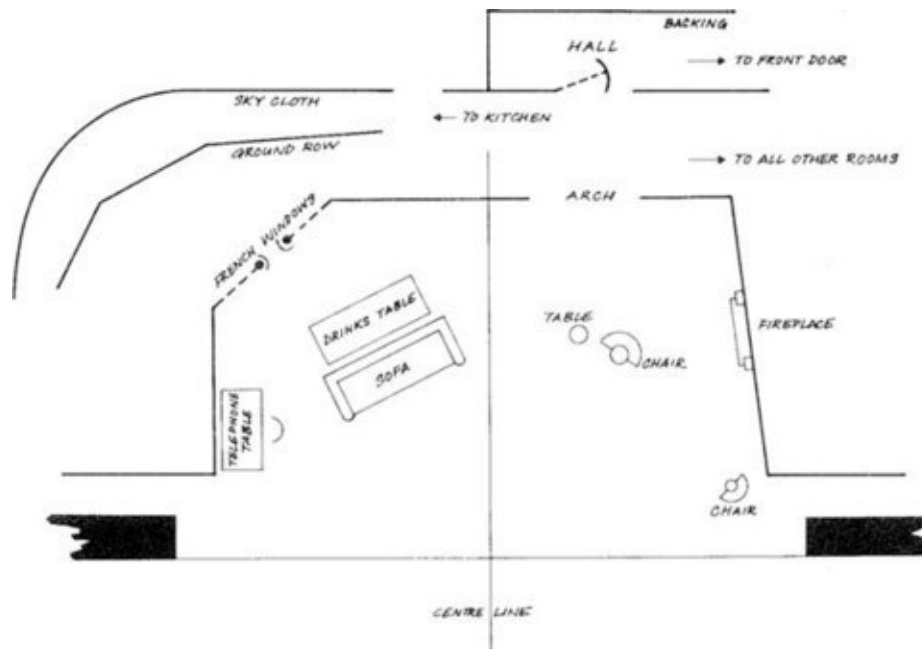 BACKING
HALL
→ TO FRONT DOOR
SKY CLOTH
← TO KITCHEN
GROUND ROW
→ TO ALL OTHER ROOMS
ARCH
FRENCH WINDOWS
DRINKS TABLE
TABLE
FIREPLACE
SOFA
CHAIR
TELEPHONE
TABLE
CHAIR
CENTRE LINE